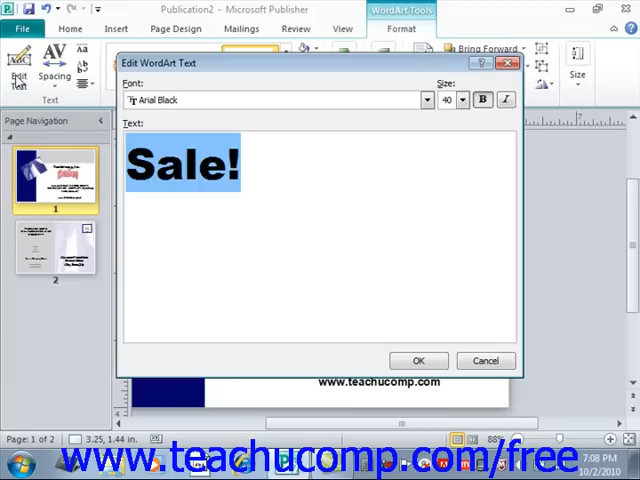 Publication2 - Microsoft Publisher
WordArt Tools
File Home Insert Page Design Mailings Review View Format
Edit Text
Spacing
Bring Forward
Size
Text
Page Navigation
1
2
Edit WordArt Text
Font:
Size:
Arial Black
40
B
I
Text:
Sale!
OK
Cancel
7
4
www.teachucomp.com
Page: 1 of 2
3.25, 1.44 in.
88%
www.teachucomp.com/free
7:08 PM
10/2/2010